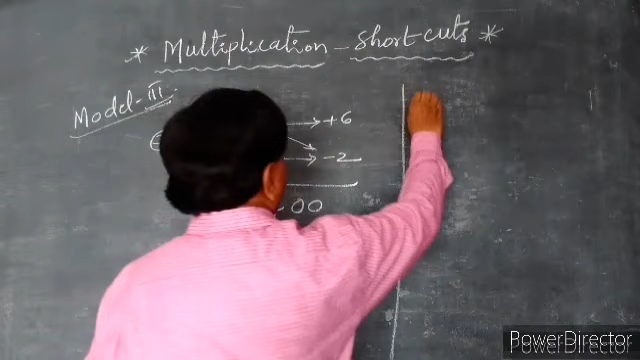 * Multiplication - Short-cuts *
Model-iii
→ +6
→ -2
00
PowerDirector